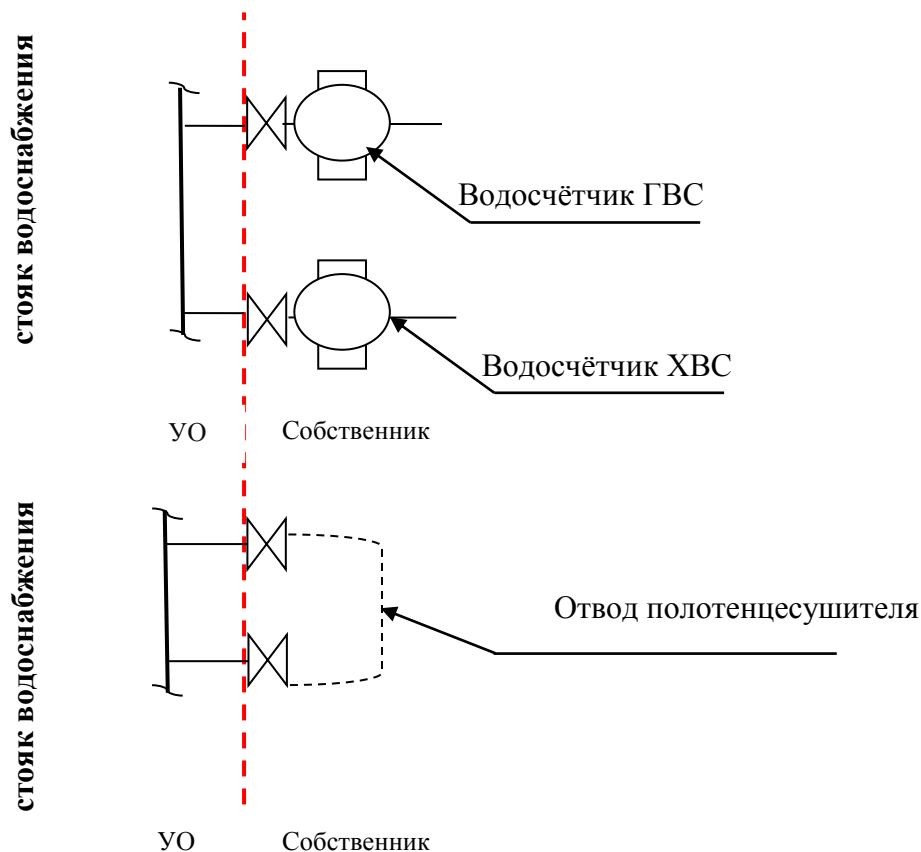 стояк водоснабжения
Водосчётчик ГВС
Водосчётчик ХВС
УО Собственник
стояк водоснабжения
Отвод полотенцесушителя
УО Собственник